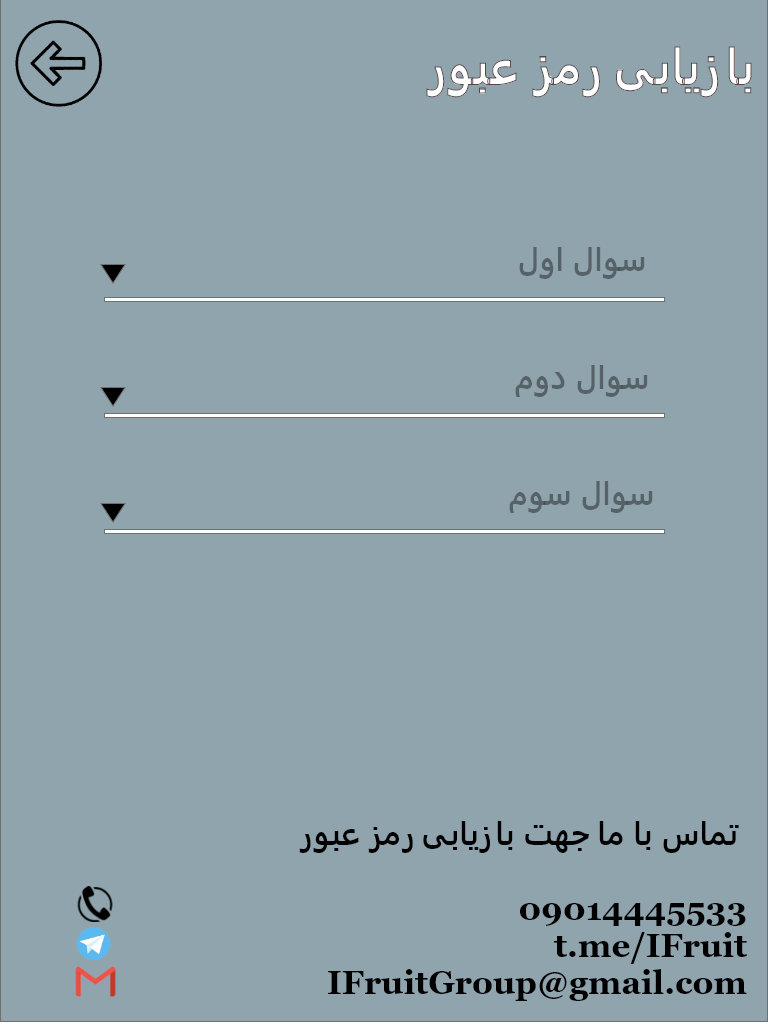 بازیابی رمز عبور
سوال اول
سوال دوم
سوال سوم
تماس با ما جهت بازیابی رمز عبور
09014445533
t.me/IFruit
IFruitGroup@gmail.com